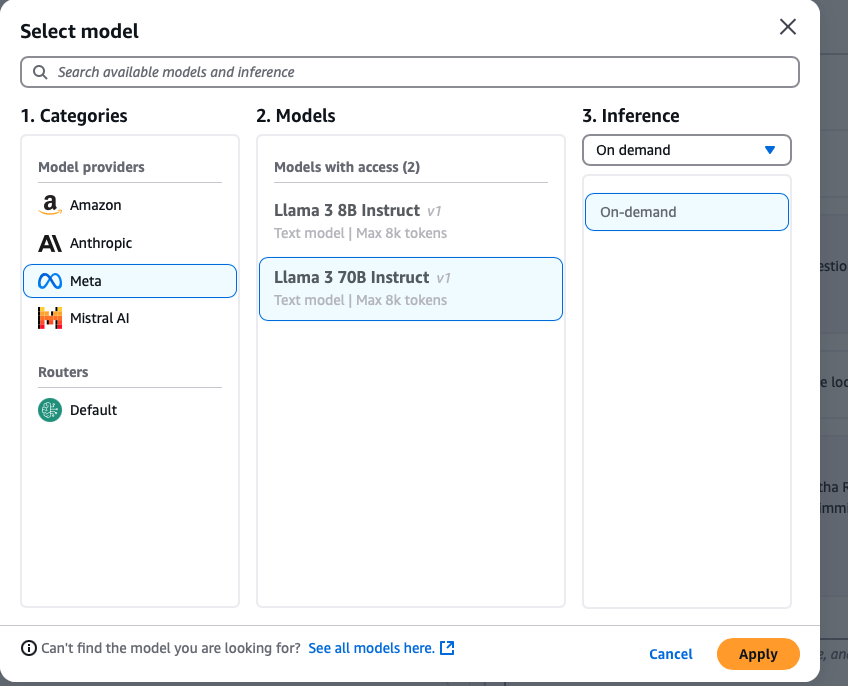 Select model
Search available models and inference
1. Categories
2. Models
3. Inference
Model providers
Amazon
Anthropic
Meta
Mistral AI
Routers
Default
Models with access (2)
Llama 3 8B Instruct v1
Text model | Max 8k tokens
Llama 3 70B Instruct v1
Text model | Max 8k tokens
On demand
On-demand
Can't find the model you are looking for? See all models here.
Cancel
Apply